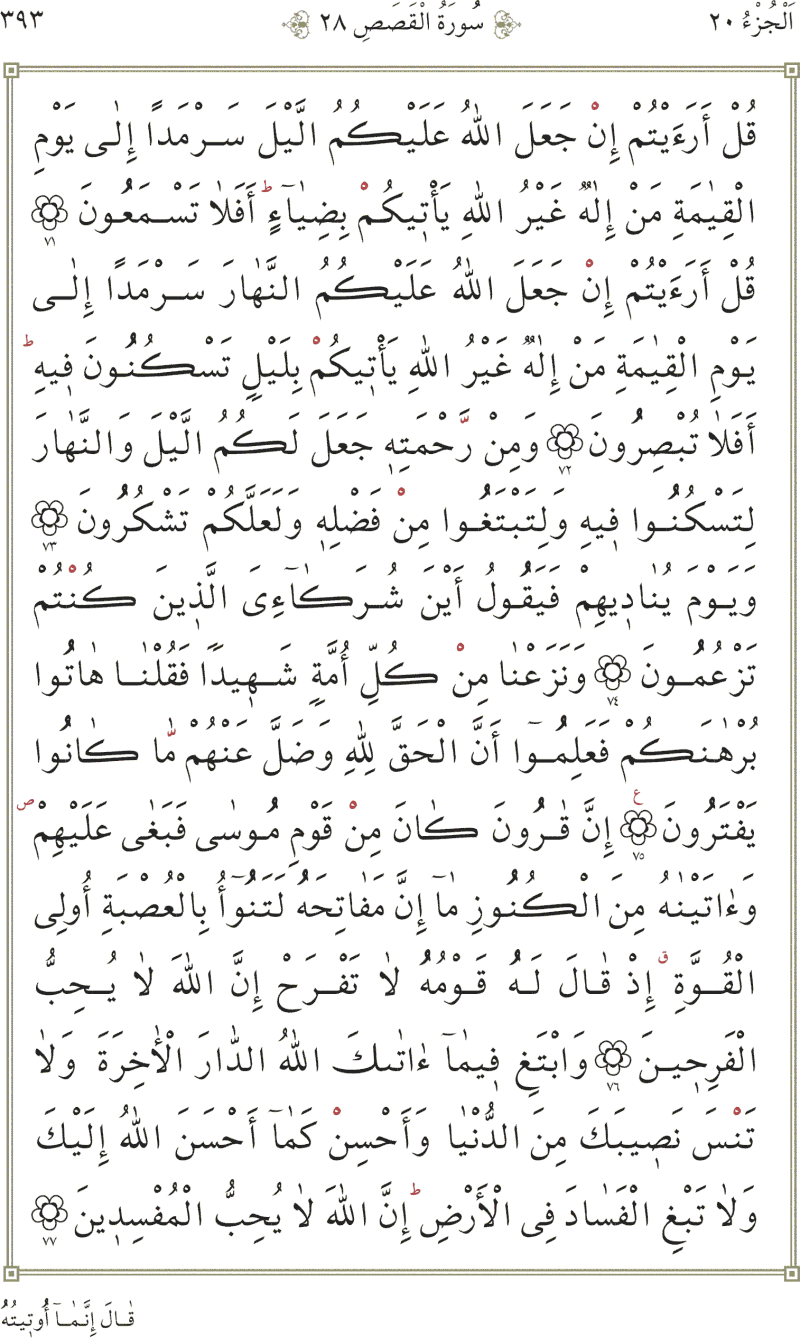 اَلْجُزْءُ ٢٠ سُورَةُ الْقَصَصِ ٢٨ ٣٩٣
قُلْ أَرَءَيْتُمْ إِنْ جَعَلَ اللّٰهُ عَلَيْكُمُ الَّيْلَ سَرْمَدًا إِلٰى يَوْمِ
الْقِيٰمَةِ مَنْ إِلٰهٌ غَيْرُ اللّٰهِ يَأْتٖيكُمْ بِضِيَآءٍ ۜ ط أَفَلَا تَسْمَعُونَ ٧١
قُلْ أَرَءَيْتُمْ إِنْ جَعَلَ اللّٰهُ عَلَيْكُمُ النَّهَارَ سَرْمَدًا إِلٰى
يَوْمِ الْقِيٰمَةِ مَنْ إِلٰهٌ غَيْرُ اللّٰهِ يَأْتٖيكُمْ بِلَيْلٍ تَسْكُنُونَ فٖيهِ ط
أَفَلَا تُبْصِرُونَ ٧٢ وَمِنْ رَّحْمَتِهٖ جَعَلَ لَكُمُ الَّيْلَ وَالنَّهَارَ
لِتَسْكُنُوا فٖيهِ وَلِتَبْتَغُوا مِنْ فَضْلِهٖ وَلَعَلَّكُمْ تَشْكُرُونَ ٧٣
وَيَوْمَ يُنَادٖيهِمْ فَيَقُولُ أَيْنَ شُرَكَآءِىَ الَّذٖينَ كُنْتُمْ
تَزْعُمُونَ ٧٤ وَنَزَعْنَا مِنْ كُلِّ أُمَّةٍ شَهٖيدًا فَقُلْنَا هَاتُوا
بُرْهٰنَكُمْ فَعَلِمُوٓا أَنَّ الْحَقَّ لِلّٰهِ وَضَلَّ عَنْهُمْ مَّا كَانُوا
يَفْتَرُونَ ٧٥ ع إِنَّ قَارُونَ كَانَ مِنْ قَوْمِ مُوسٰى فَبَغٰى عَلَيْهِمْ ص
وَءَاتَيْنٰهُ مِنَ الْكُنُوزِ مَآ إِنَّ مَفَاتِحَهُ لَتَنُوٓأُ بِالْعُصْبَةِ أُولِى
الْقُوَّةِ ق إِذْ قَالَ لَهُ قَوْمُهُ لَا تَفْرَحْ إِنَّ اللّٰهَ لَا يُحِبُّ
الْفَرِحٖينَ ٧٦ وَابْتَغِ فٖيمَآ ءَاتٰىكَ اللّٰهُ الدَّارَ الْأٰخِرَةَ وَلَا
تَنْسَ نَصٖيبَكَ مِنَ الدُّنْيَا وَأَحْسِنْ كَمَآ أَحْسَنَ اللّٰهُ إِلَيْكَ
وَلَا تَبْغِ الْفَسَادَ فِى الْأَرْضِ ط إِنَّ اللّٰهَ لَا يُحِبُّ الْمُفْسِدٖينَ ٧٧
قَالَ إِنَّمَآ أُوتٖيتُهُ